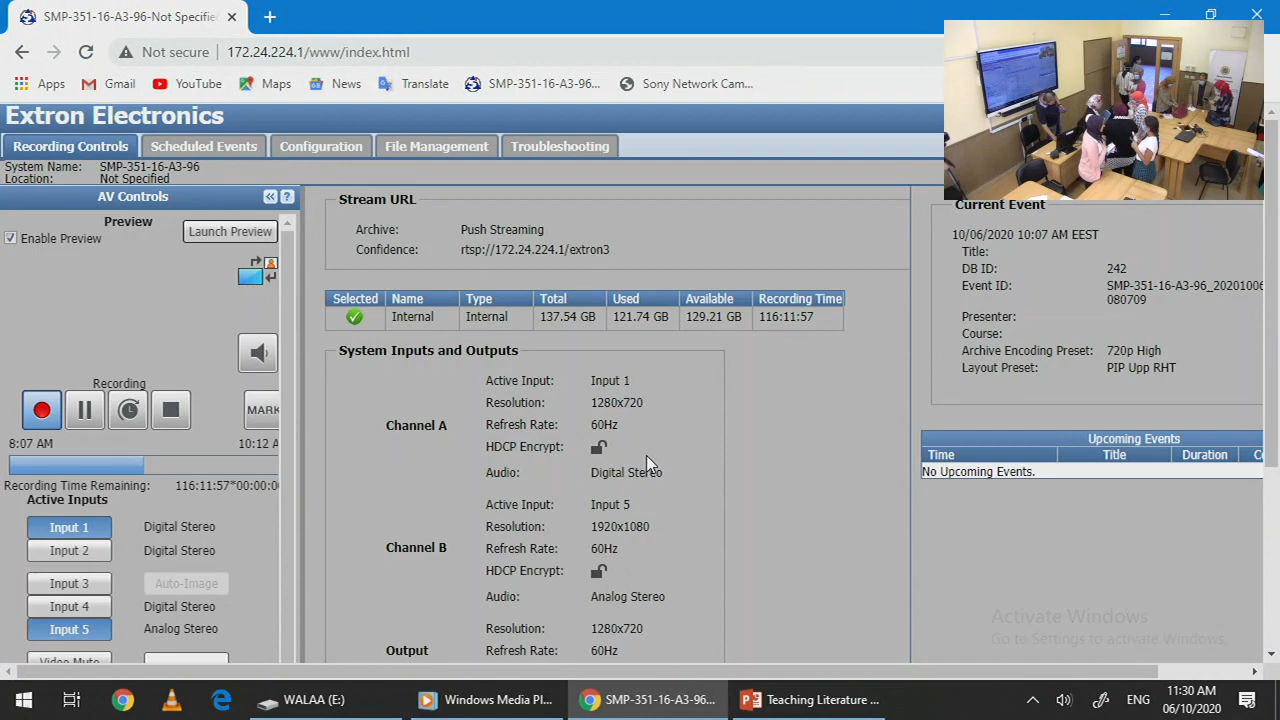 SMP-351-16-A3-96-Not Specifie
Not secure 172.24.224.1/www/index.html
Apps Gmail YouTube Maps News Translate SMP-351-16-A3-96... Sony Network Cam...
Extron Electronics
Recording Controls Scheduled Events Configuration File Management Troubleshooting
System Name: SMP-351-16-A3-96
Location: Not Specified
AV Controls
Preview
Enable Preview Launch Preview
Recording
MARK
8:07 AM 10:12 A
Recording Time Remaining: 116:11:57*00:00:0
Active Inputs
Input 1 Digital Stereo
Input 2 Digital Stereo
Input 3 Auto-Image
Input 4 Digital Stereo
Input 5 Analog Stereo
Video Mute
Stream URL
Archive: Push Streaming
Confidence: rtsp://172.24.224.1/extron3
Selected Name Type Total Used Available Recording Time
Internal Internal 137.54 GB 121.74 GB 129.21 GB 116:11:57
System Inputs and Outputs
Channel A
Active Input: Input 1
Resolution: 1280x720
Refresh Rate: 60Hz
HDCP Encrypt:
Audio: Digital Stereo
Channel B
Active Input: Input 5
Resolution: 1920x1080
Refresh Rate: 60Hz
HDCP Encrypt:
Audio: Analog Stereo
Output
Resolution: 1280x720
Refresh Rate: 60Hz
Current Event
10/06/2020 10:07 AM EEST
Title:
DB ID: 242
Event ID: SMP-351-16-A3-96_20201006
080709
Presenter:
Course:
Archive Encoding Preset: 720p High
Layout Preset: PIP Upp RHT
Upcoming Events
Time Title Duration Co
No Upcoming Events.
Activate Windows
Go to Settings to activate Windows.
WALAA (E:) Windows Media Pl... SMP-351-16-A3-96... Teaching Literature ...
ENG
11:30 AM
06/10/2020